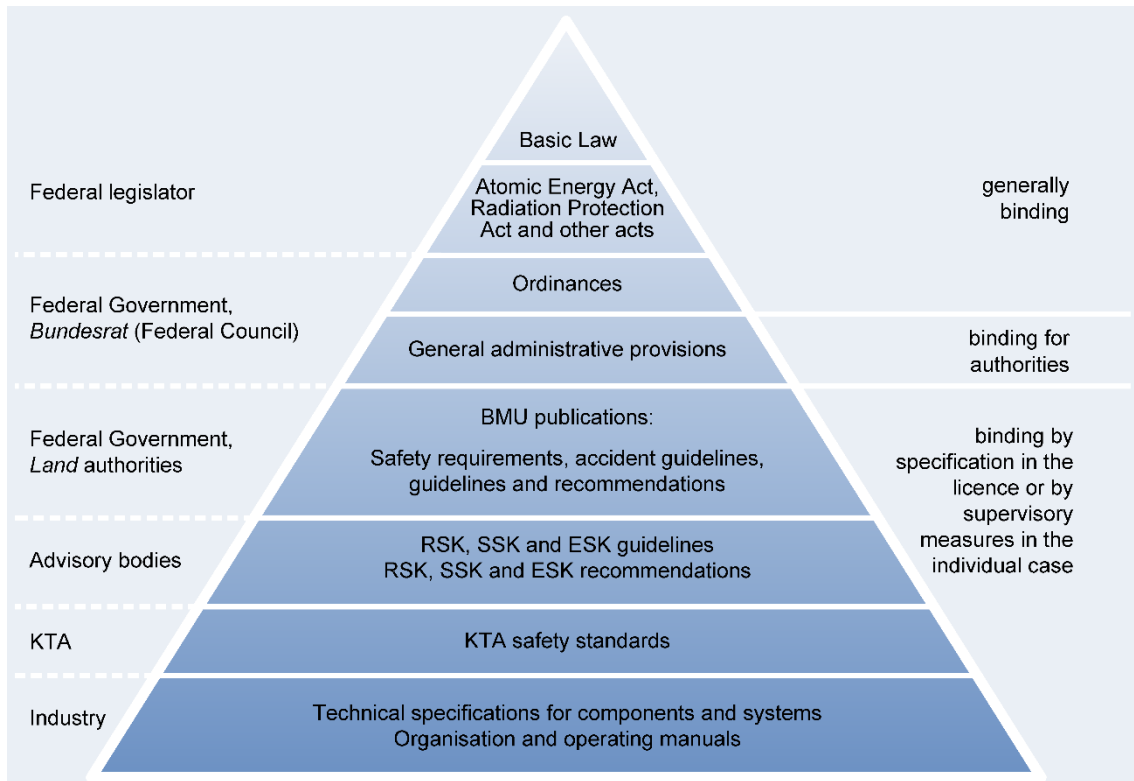 Basic Law
Federal legislator
Atomic Energy Act,
Radiation Protection
Act and other acts
generally
binding
Federal Government,
Bundesrat (Federal Council)
Ordinances
General administrative provisions
binding for
authorities
Federal Government,
Land authorities
BMU publications:
Safety requirements, accident guidelines,
guidelines and recommendations
binding by
specification in the
licence or by
supervisory
measures in the
individual case
Advisory bodies
RSK, SSK and ESK guidelines
RSK, SSK and ESK recommendations
KTA
KTA safety standards
Industry
Technical specifications for components and systems
Organisation and operating manuals